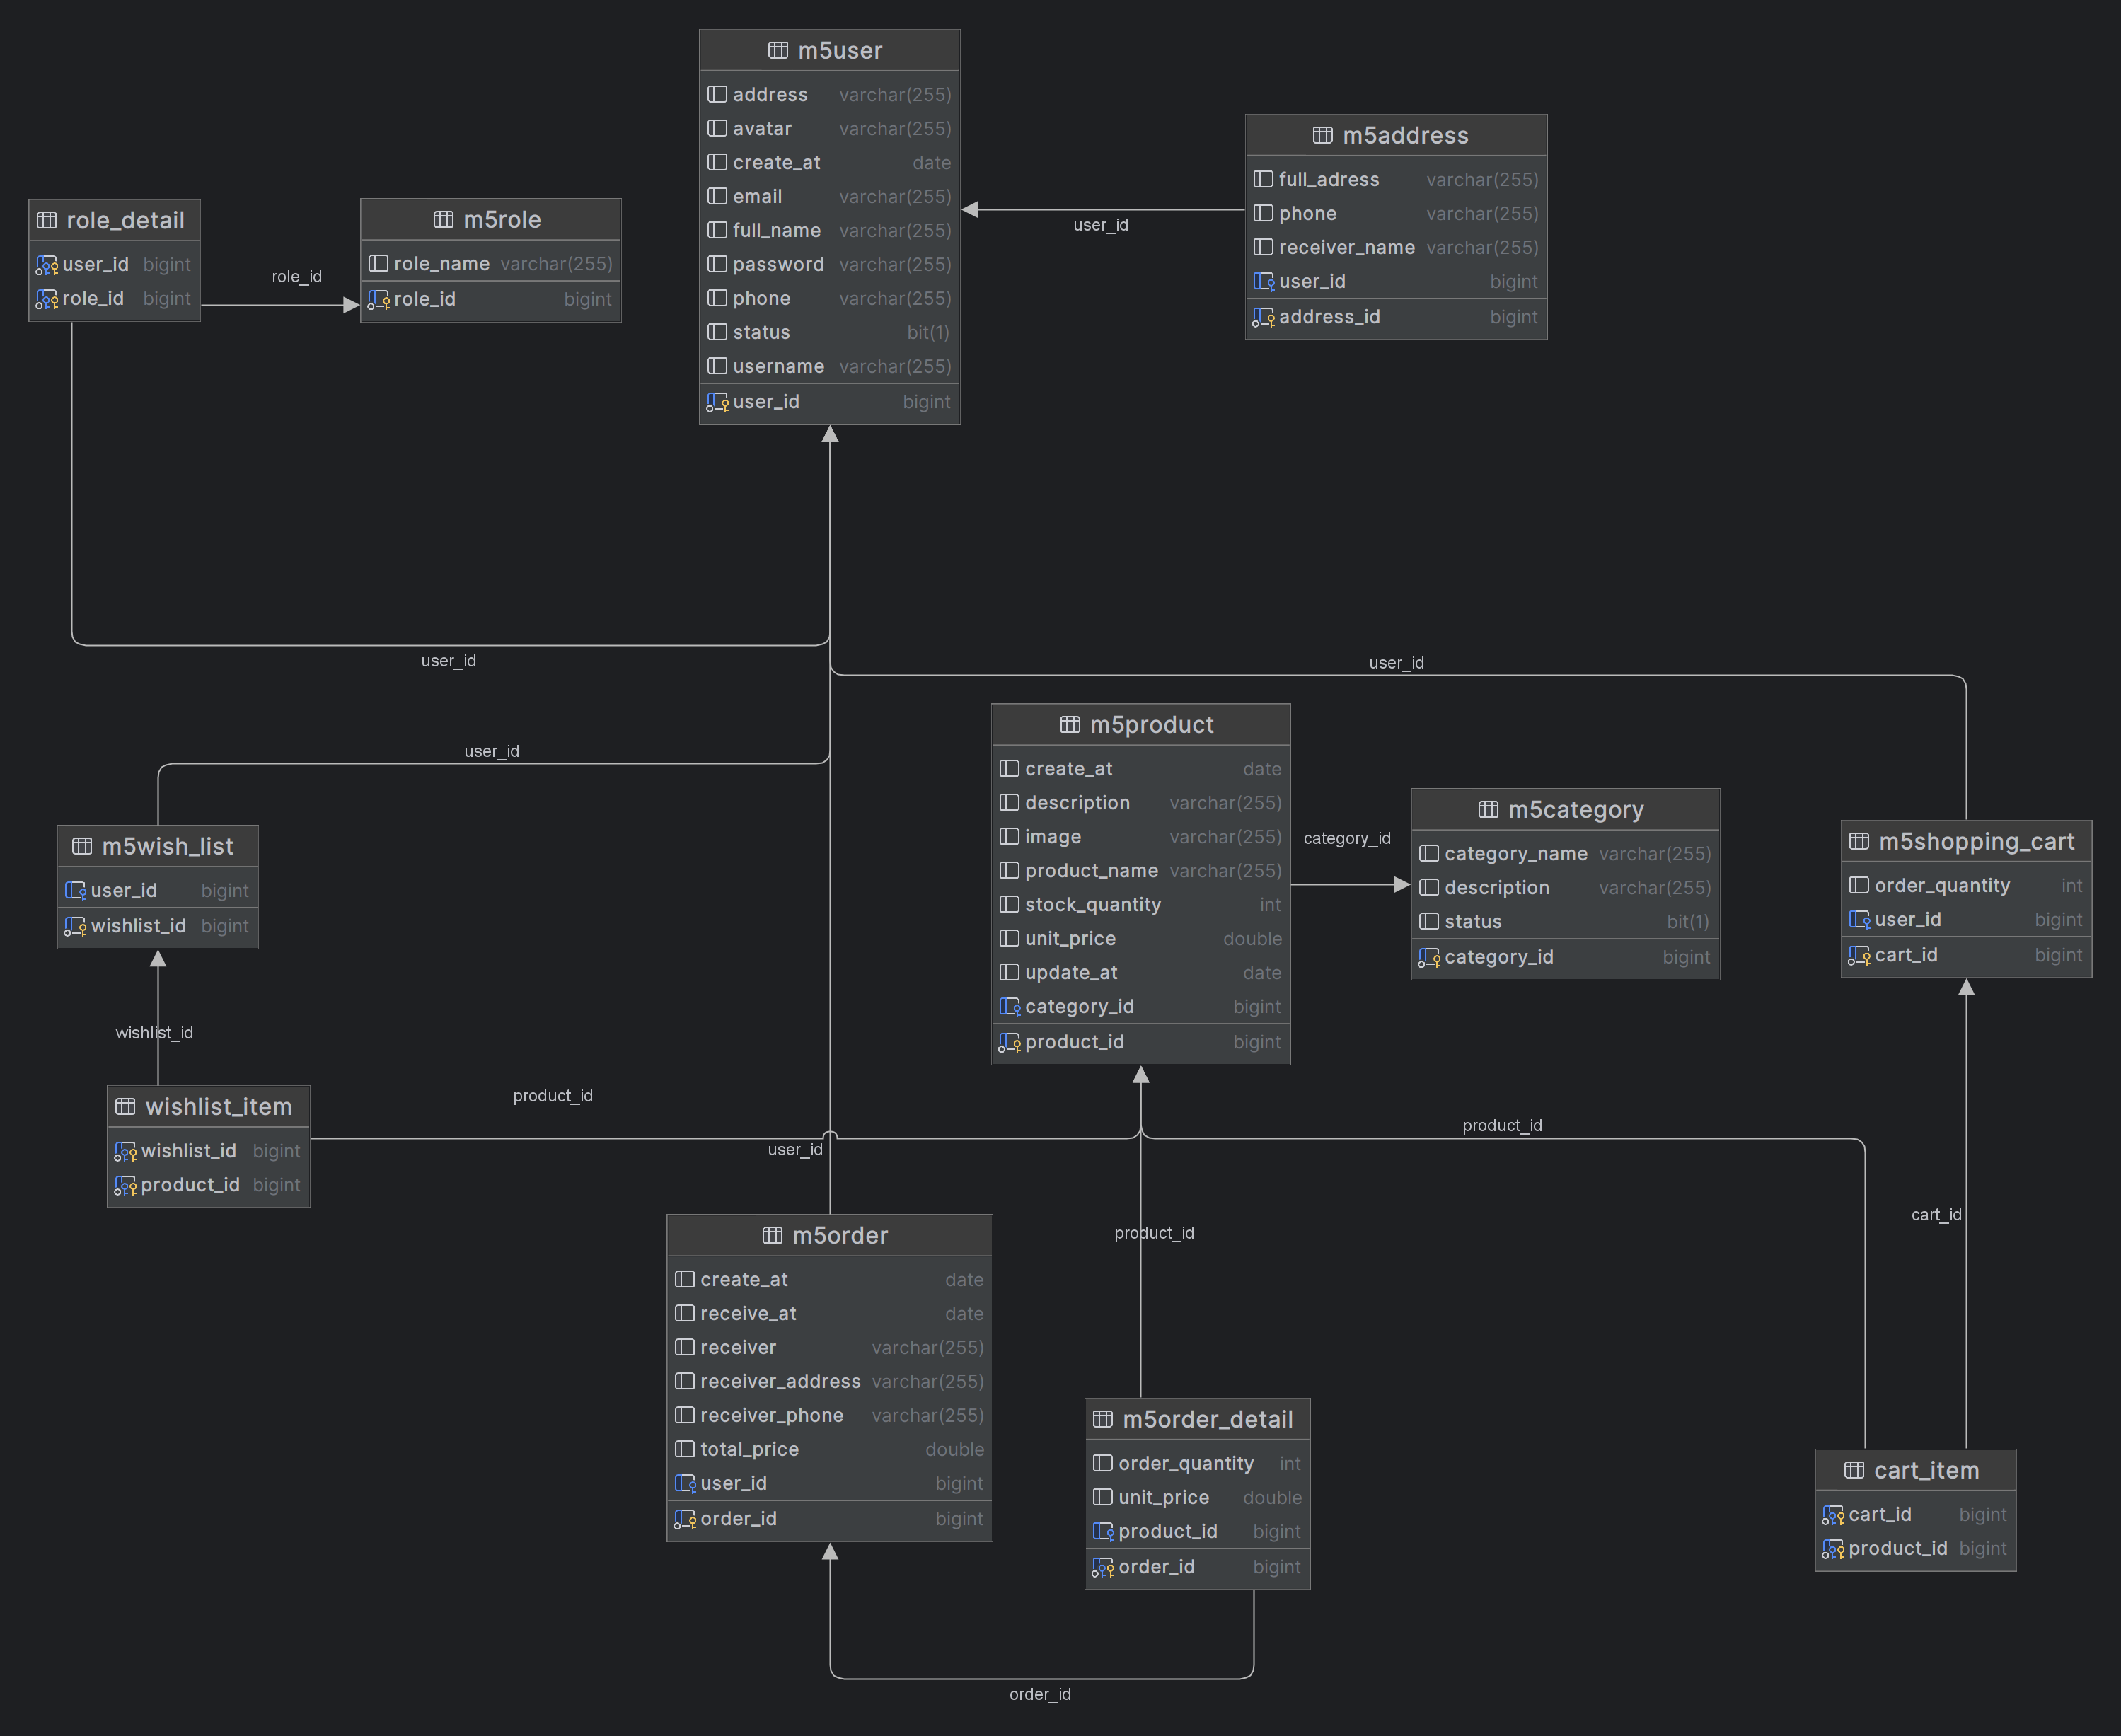 m5user
address varchar(255)
avatar varchar(255)
create_at date
email varchar(255)
full_name varchar(255)
password varchar(255)
phone varchar(255)
status bit(1)
username varchar(255)
user_id bigint
m5address
full_adress varchar(255)
phone varchar(255)
receiver_name varchar(255)
user_id bigint
address_id bigint
user_id
role_detail
user_id bigint
role_id bigint
role_id
m5role
role_name varchar(255)
role_id bigint
user_id
user_id
user_id
m5product
create_at date
description varchar(255)
image varchar(255)
product_name varchar(255)
stock_quantity int
unit_price double
update_at date
category_id bigint
product_id bigint
category_id
m5category
category_name varchar(255)
description varchar(255)
status bit(1)
category_id bigint
m5shopping_cart
order_quantity int
user_id bigint
cart_id bigint
m5wish_list
user_id bigint
wishlist_id bigint
wishlist_id
wishlist_item
wishlist_id bigint
product_id bigint
product_id
user_id
product_id
product_id
cart_id
m5order
create_at date
receive_at date
receiver varchar(255)
receiver_address varchar(255)
receiver_phone varchar(255)
total_price double
user_id bigint
order_id bigint
m5order_detail
order_quantity int
unit_price double
product_id bigint
order_id bigint
cart_item
cart_id bigint
product_id bigint
order_id